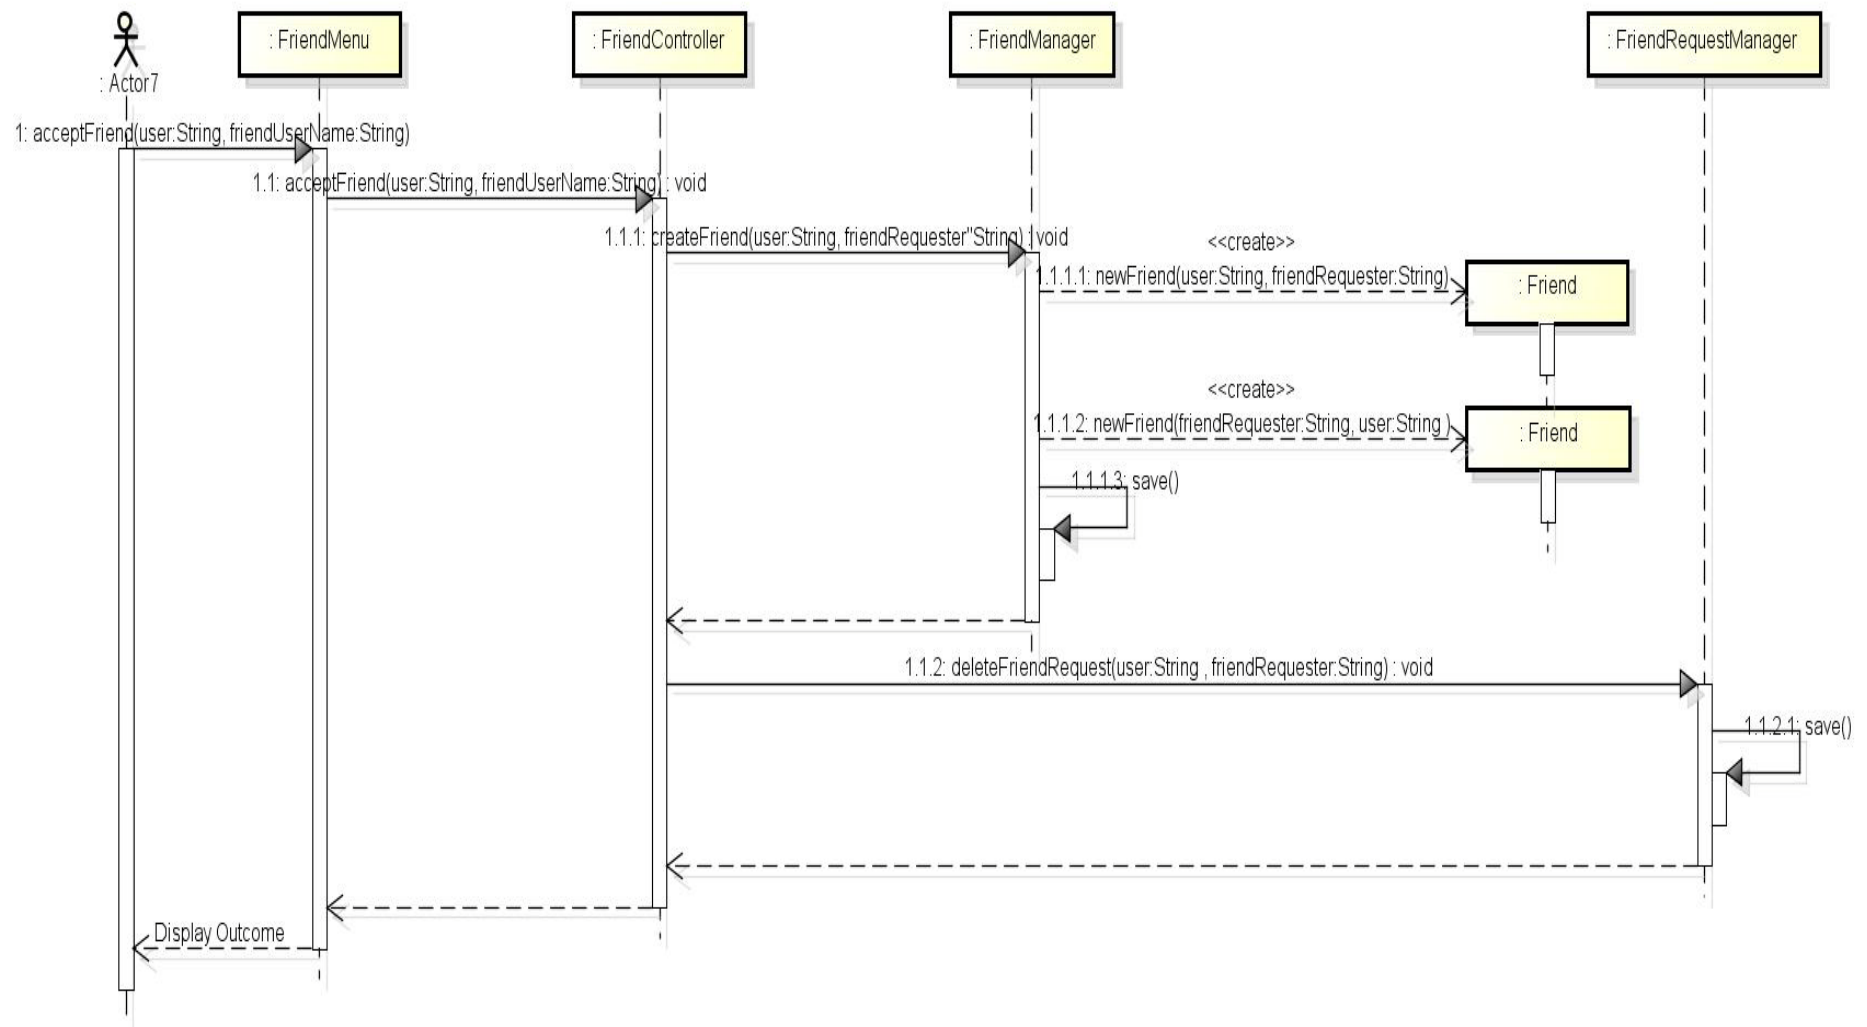 : FriendMenu
: FriendController
: FriendManager
: FriendRequestManager
: Actor7
1: acceptFriend(user:String, friendUserName:String)
1.1: acceptFriend(user:String, friendUserName:String) : void
1.1.1: createFriend(user:String, friendRequester"String) : void
<<create>>
1.1.1.1: newFriend(user:String, friendRequester:String)
: Friend
<<create>>
1.1.1.2: newFriend(friendRequester:String, user:String )
: Friend
1.1.1.3: save()
1.1.2: deleteFriendRequest(user:String , friendRequester:String) : void
1.1.2.1: save()
Display Outcome